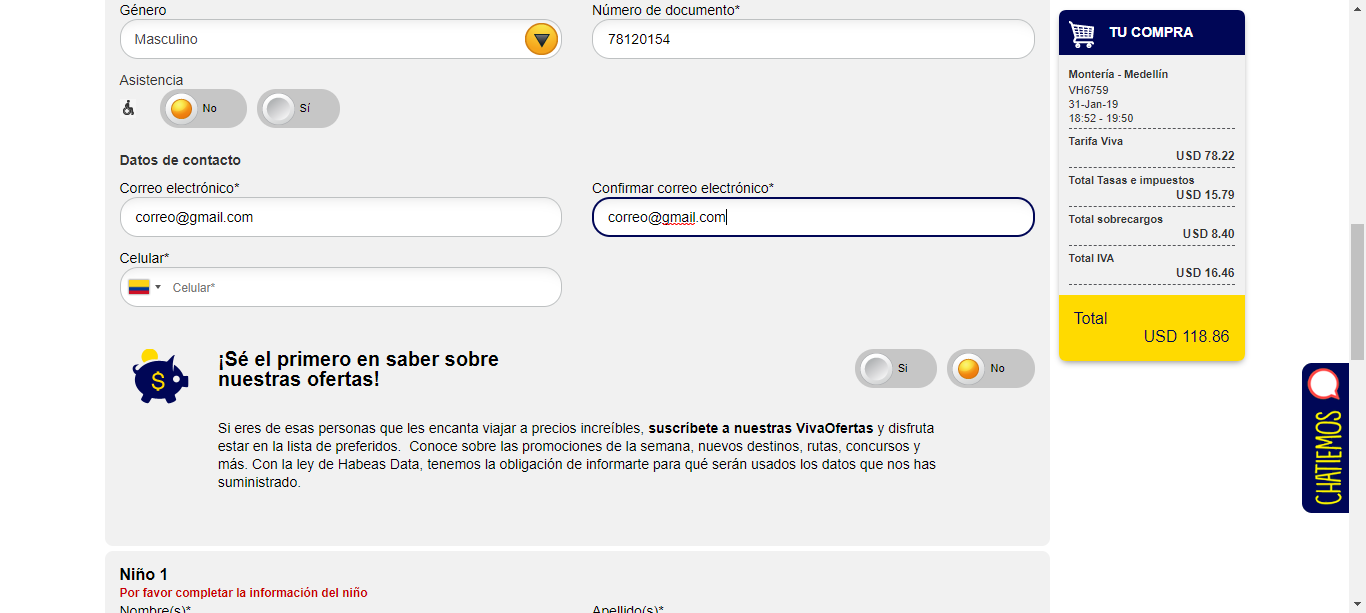 Género
Número de documento*
Masculino
78120154
Asistencia
No
Sí
Datos de contacto
Correo electrónico*
Confirmar correo electrónico*
correo@gmail.com
correo@gmail.com
Celular*
Celular*
¡Sé el primero en saber sobre
nuestras ofertas!
Si
No
Si eres de esas personas que les encanta viajar a precios increíbles, suscríbete a nuestras VivaOfertas y disfruta
estar en la lista de preferidos. Conoce sobre las promociones de la semana, nuevos destinos, rutas, concursos y
más. Con la ley de Habeas Data, tenemos la obligación de informarte para qué serán usados los datos que nos has
suministrado.
Niño 1
Por favor completar la información del niño
Nombre(s)*
Apellido(s)*
TU COMPRA
Montería - Medellín
VH6759
31-Jan-19
18:52 - 19:50
Tarifa Viva
USD 78.22
Total Tasas e impuestos
USD 15.79
Total sobrecargos
USD 8.40
Total IVA
USD 16.46
Total
USD 118.86
CHATIEMOS